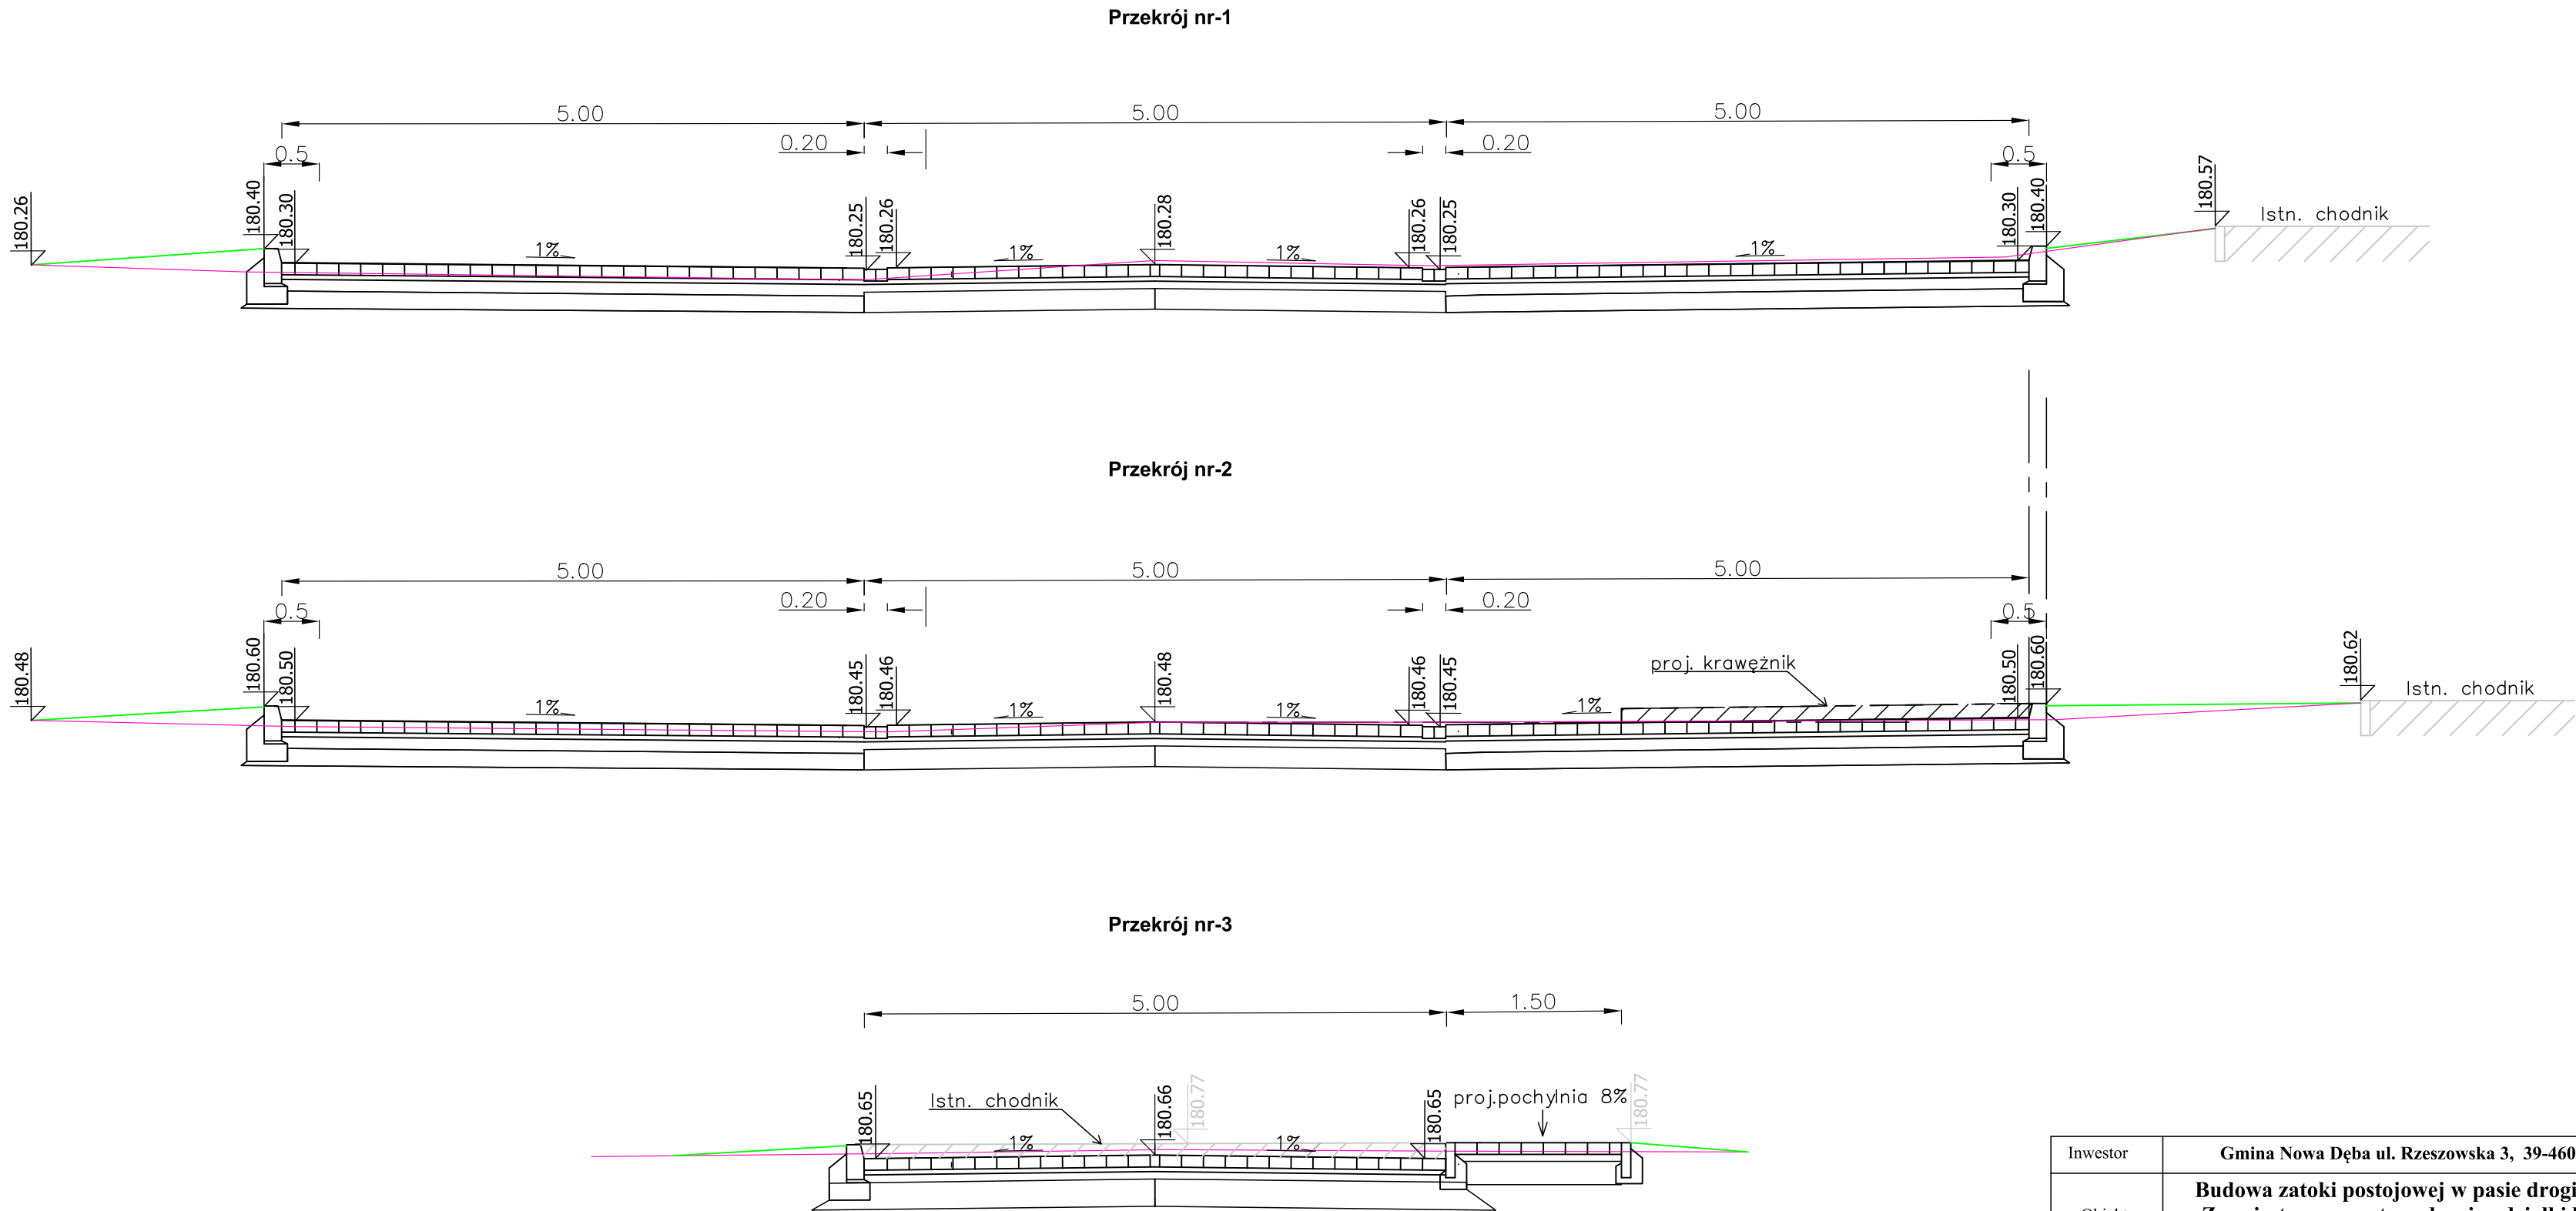 Przekrój nr-1
5.00 5.00 5.00
0.20 0.20
0.5 0.5
180.26 180.40 180.30 180.25 180.26 180.28 180.26 180.25 180.30 180.40 180.57
Istn. chodnik
1% 1% 1% 1%
Przekrój nr-2
5.00 5.00 5.00
0.20 0.20
0.5 0.5
180.48 180.60 180.50 180.45 180.46 180.48 180.46 180.45 180.50 180.60 180.62
proj. krawężnik
Istn. chodnik
1% 1% 1% 1%
Przekrój nr-3
5.00 1.50
180.65 180.66 180.77 180.65 180.77
Istn. chodnik
proj.pochylnia 8%
1% 1%
Inwestor Gmina Nowa Dęba ul. Rzeszowska 3, 39-460
Budowa zatoki postojowej w pasie drogi